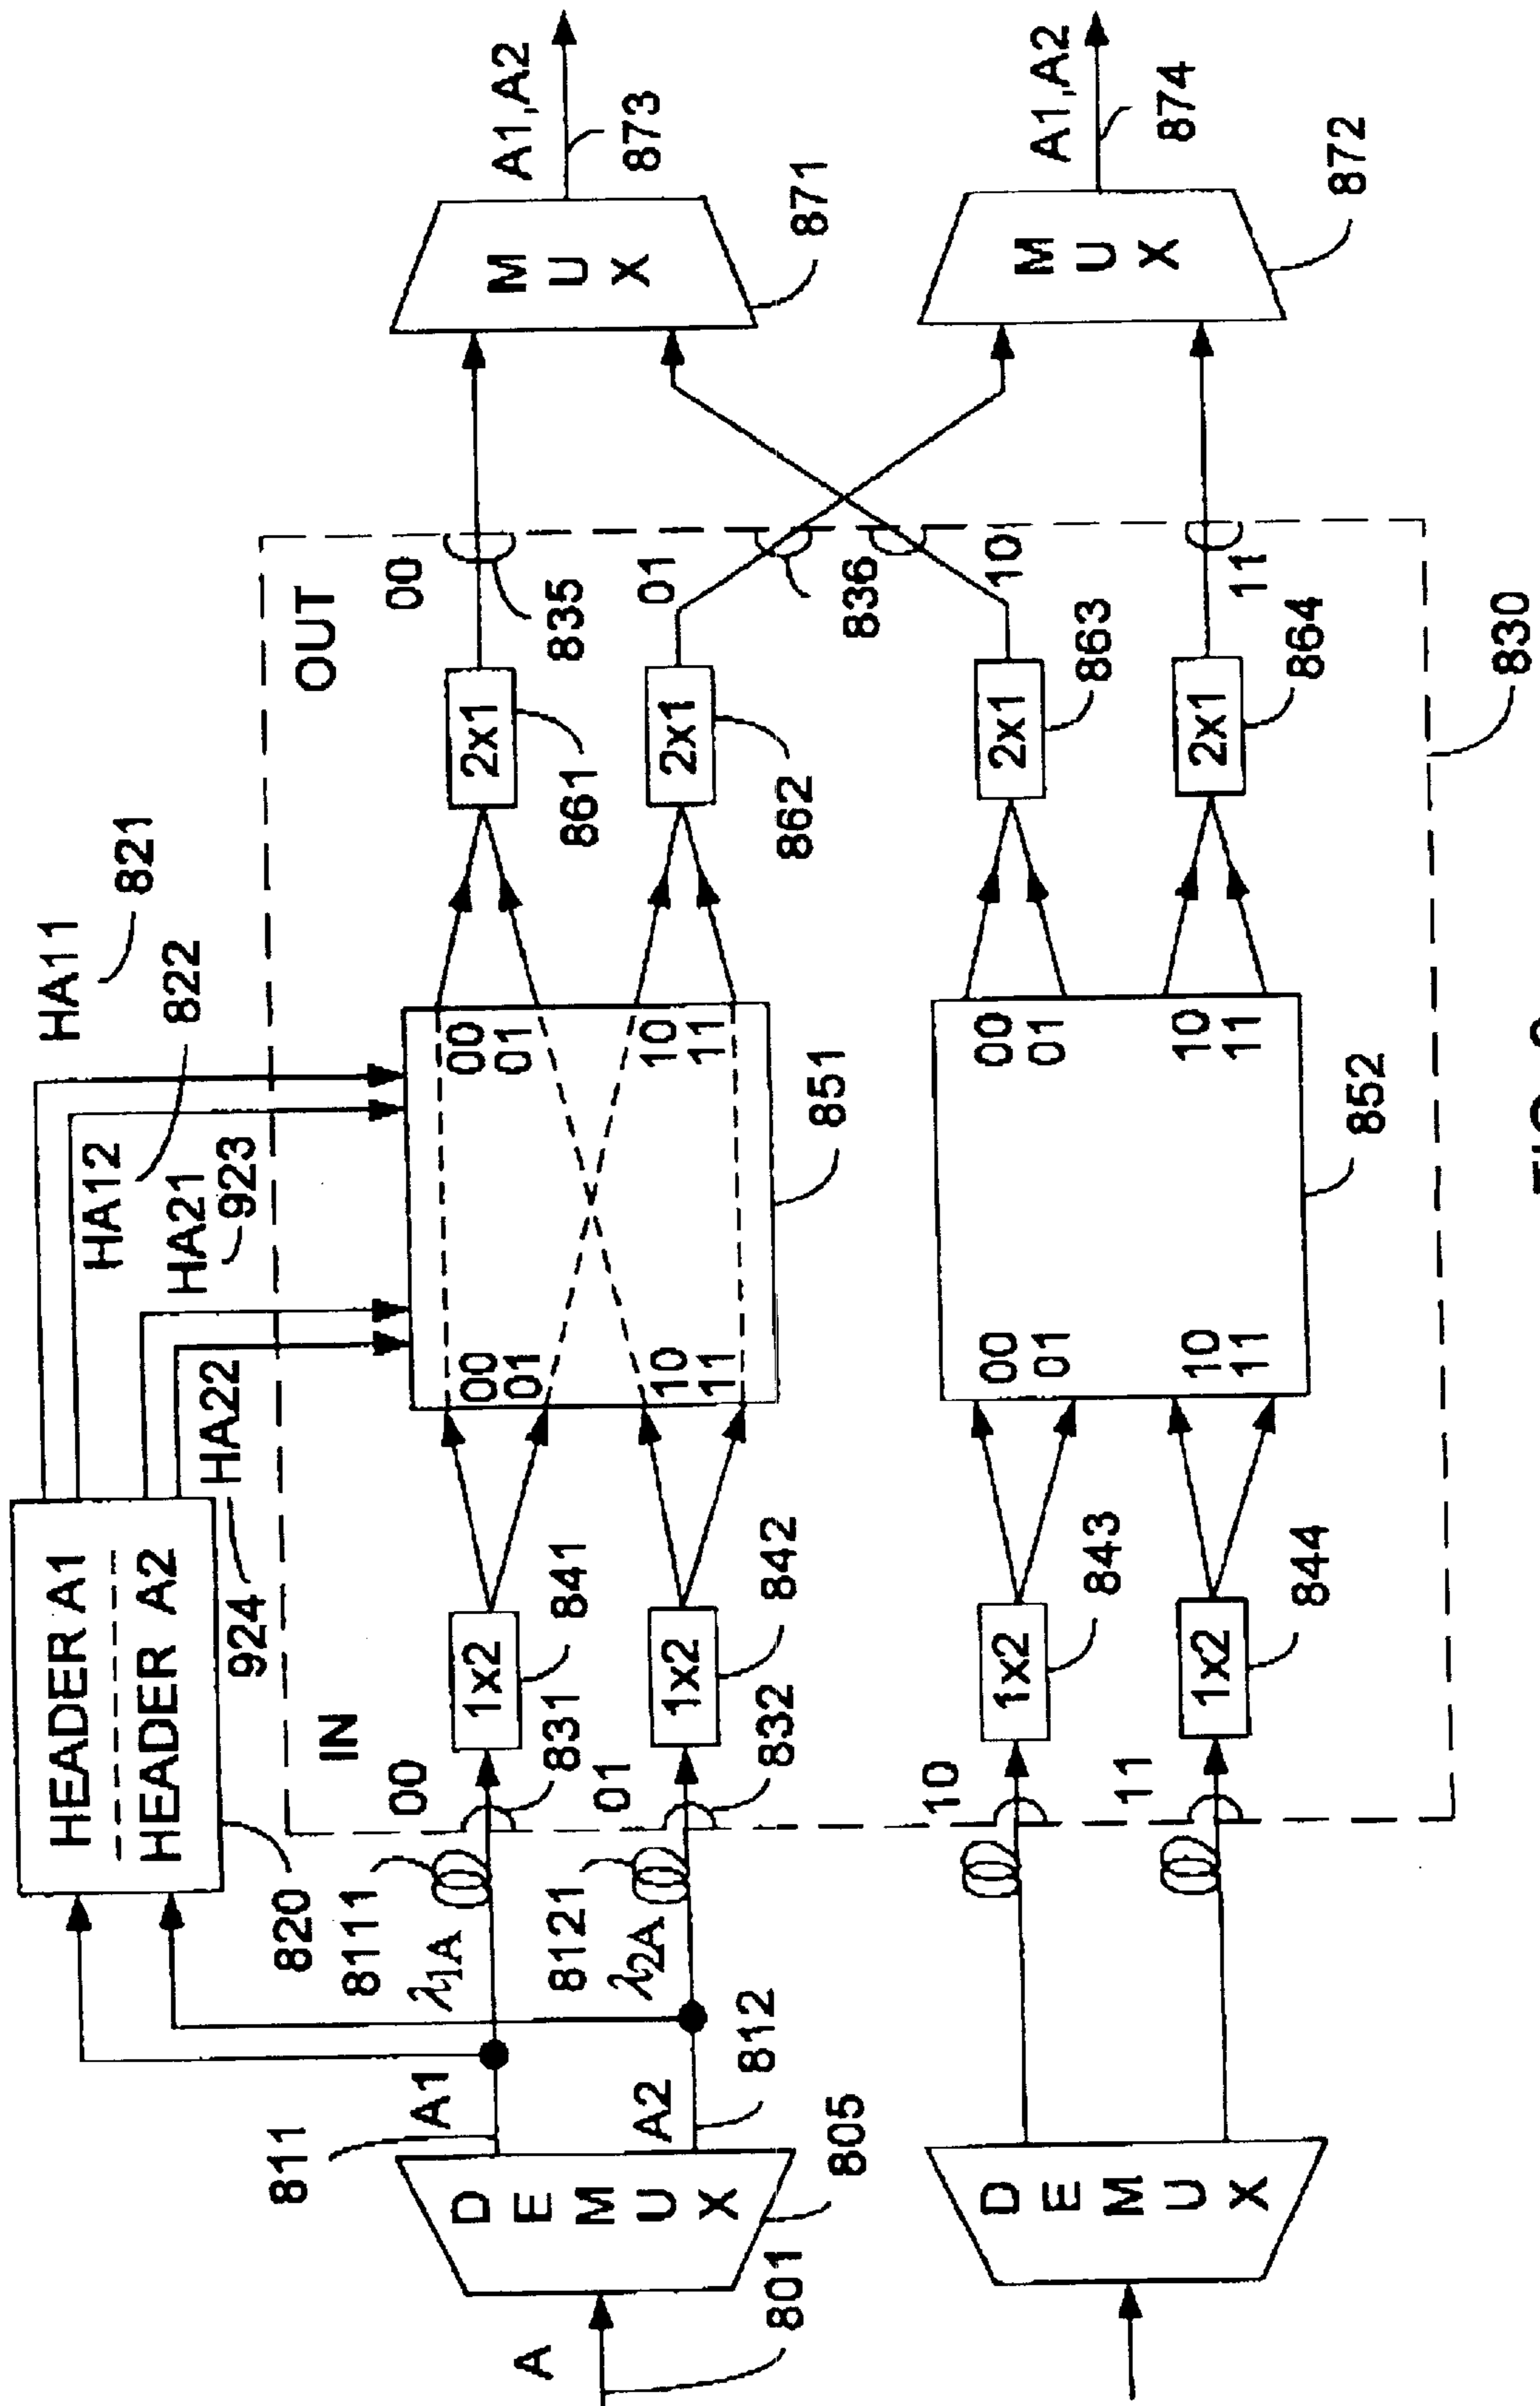 HEADER A1
HEADER A2
820
HA11
821
HA12
822
HA21
923
HA22
924
IN
OUT
A
801
D
E
M
U
X
805
811
A1
A2
812
8111
λ1A
8121
λ2A
00
831
01
832
1x2
841
1x2
842
00
01
10
11
00
01
10
11
851
2x1
861
2x1
862
00
835
01
836
M
U
X
871
A1,A2
873
D
E
M
U
X
10
11
1x2
843
1x2
844
00
01
10
11
00
01
10
11
852
2x1
863
2x1
864
10
11
830
M
U
X
872
A1,A2
874